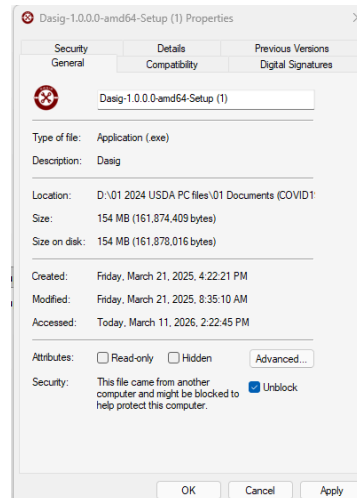 Dasig-1.0.0.0-amd64-Setup (1) Properties
Security Details Previous Versions
General Compatibility Digital Signatures
Dasig-1.0.0.0-amd64-Setup (1)
Type of file: Application (.exe)
Description: Dasig
Location: D:\01 2024 USDA PC files\01 Documents (COVID1
Size: 154 MB (161,874,409 bytes)
Size on disk: 154 MB (161,878,016 bytes)
Created: Friday, March 21, 2025, 4:22:21 PM
Modified: Friday, March 21, 2025, 8:35:10 AM
Accessed: Today, March 11, 2026, 2:22:45 PM
Attributes: Read-only Hidden Advanced...
Security: This file came from another
computer and might be blocked to
help protect this computer.
Unblock
OK Cancel Apply